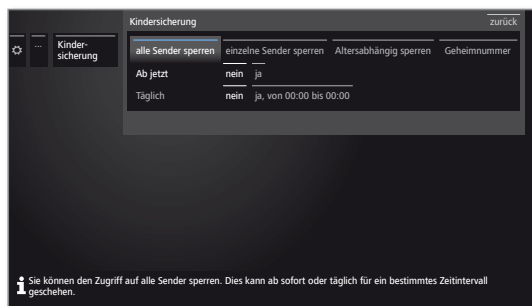 Kindersicherung zurück
... Kinder-
sicherung
alle Sender sperren einzelne Sender sperren Altersabhängig sperren Geheimnummer
Ab jetzt nein ja
Täglich nein ja, von 00:00 bis 00:00
Sie können den Zugriff auf alle Sender sperren. Dies kann ab sofort oder täglich für ein bestimmtes Zeitintervall
geschehen.